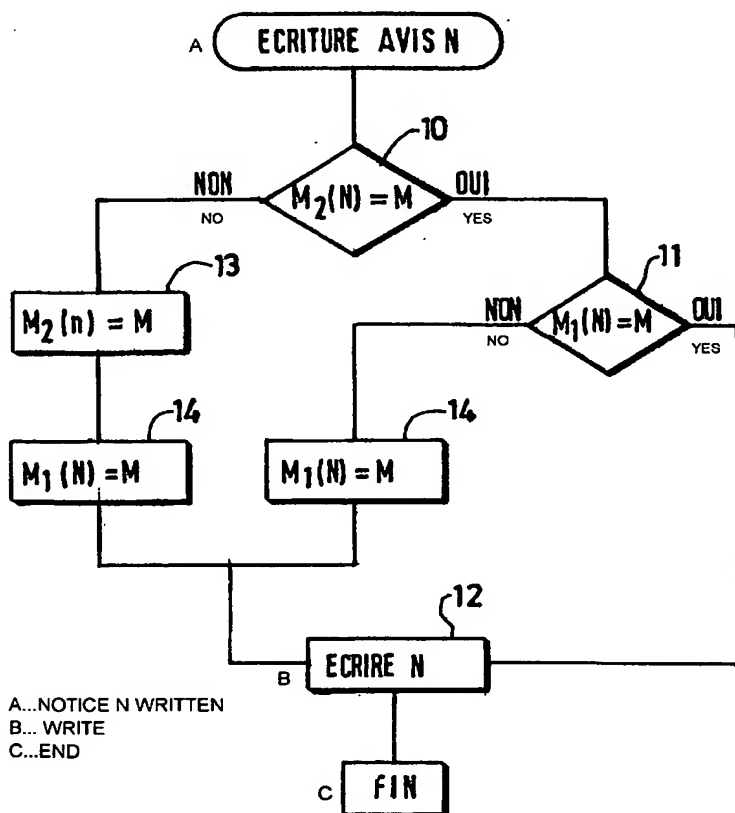 A ECRITURE AVIS N
10
NON M₂(N) = M OUI
NO YES
13 11
M₂(n) = M NON M₁(N) = M OUI
NO YES
14 14
M₁(N) = M M₁(N) = M
12
B ECRIRE N
A...NOTICE N WRITTEN
B... WRITE
C...END
C FIN